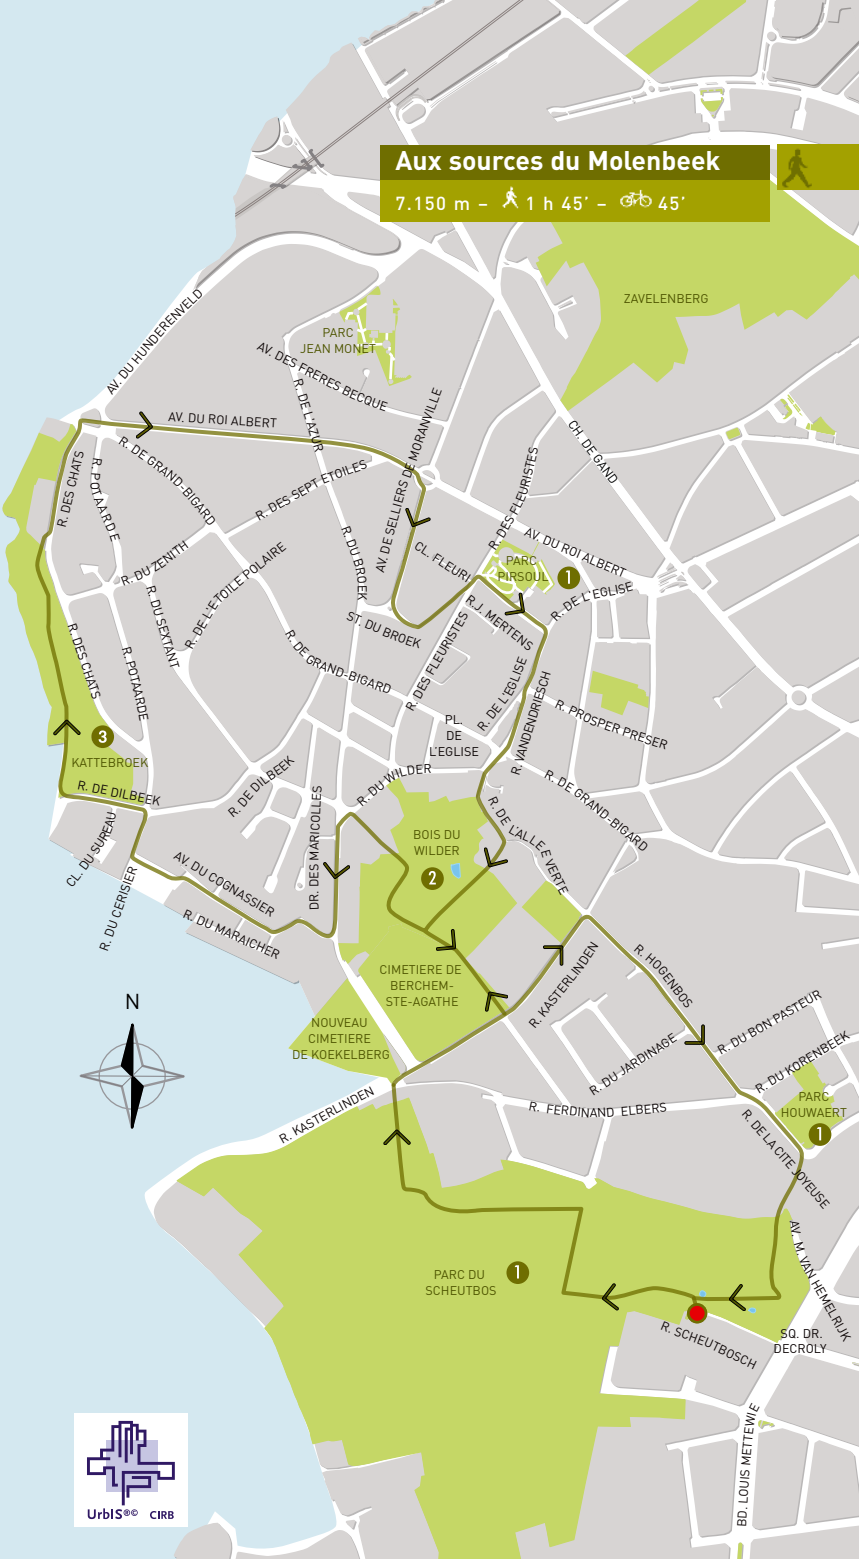 Aux sources du Molenbeek
7.150 m – 1 h 45’ – 45’
ZAVELENBERG
AV. DU HUNDERENVELD
PARC
JEAN MONET
AV. DES FRERES BECQUE
R. DE L'AZUR
AV. DU ROI ALBERT
AV. DE SELLIERS DE MORANVILLE
CH. DE GAND
R. DES CHATS
R. POTAARDE
R. DE GRAND-BIGARD
R. DES SEPT ETOILES
R. DES FLEURISTES
AV. DU ROI ALBERT
R. DU ZENITH
R. DE L'ETOILE POLAIRE
R. DU BROEK
CL. FLEURI
PARC
PIRSOUL
1
R. DE L'EGLISE
R. DU SEXTANT
ST. DU BROEK
R.J. MERTENS
R. DES CHATS
R. POTAARDE
R. DE GRAND-BIGARD
R. DES FLEURISTES
R. DE L'EGLISE
R. VANDENDRIESCH
R. PROSPER PRESER
3
KATTEBROEK
PL.
DE
L'EGLISE
R. DE DILBEEK
R. DE DILBEEK
R. DU WILDER
R. DE GRAND-BIGARD
CL. DU SUREAU
DR. DES MARICOLLES
BOIS DU
WILDER
2
R. DE L'ALLE E VERTE
AV. DU COGNASSIER
R. DU CERISIER
R. DU MARAICHER
CIMETIERE DE
BERCHEM-
STE-AGATHE
R. KASTERLINDEN
R. HOGENBOS
N
NOUVEAU
CIMETIERE
DE KOEKELBERG
R. DU BON PASTEUR
R. DU JARDINAGE
R. DU KORENBEEK
R. KASTERLINDEN
R. FERDINAND ELBERS
PARC
HOUWAERT
1
R. DE LA CITE JOYEUSE
AV. M. VAN HEMELRIJK
PARC DU
SCHEUTBOS
1
R. SCHEUTBOSCH
SQ. DR.
DECROLY
BD. LOUIS METTEWIE
UrbIS®© CIRB